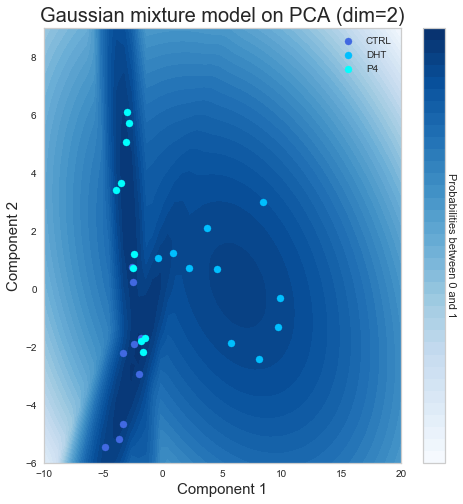 Gaussian mixture model on PCA (dim=2)
CTRL
DHT
P4
8
6
4
2
0
−2
−4
−6
−10
−5
0
5
10
15
20
Component 1
Component 2
Probabilities between 0 and 1